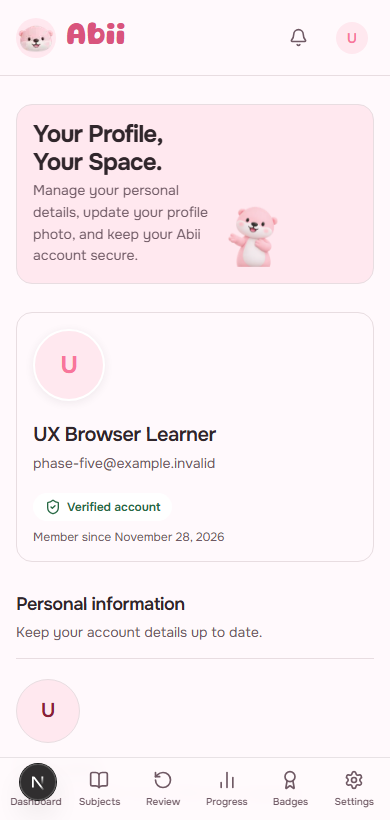 Abii
U
Your Profile,
Your Space.
Manage your personal
details, update your profile
photo, and keep your Abii
account secure.
U
UX Browser Learner
phase-five@example.invalid
Verified account
Member since November 28, 2026
Personal information
Keep your account details up to date.
U
N
Dashboard
Subjects
Review
Progress
Badges
Settings